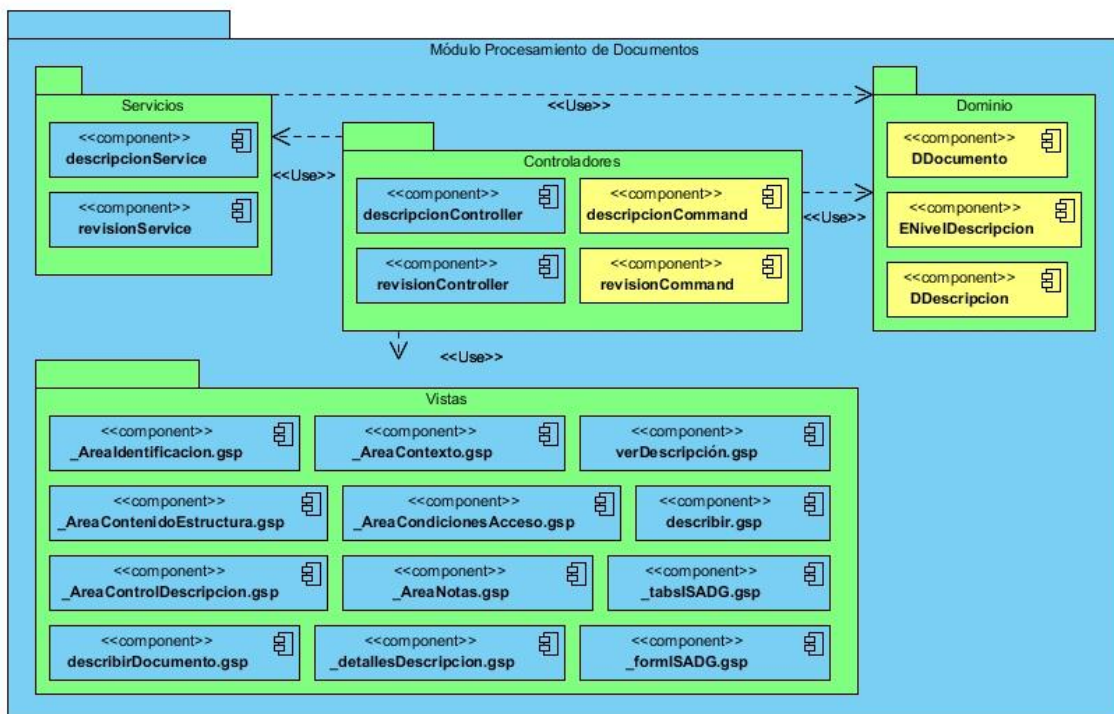 Módulo Procesamiento de Documentos
Servicios
<<component>>
descripcionService
<<component>>
revisionService
<<Use>>
<<Use>>
Controladores
<<component>>
descripcionController
<<component>>
descripcionCommand
<<component>>
revisionController
<<component>>
revisionCommand
<<Use>>
<<Use>>
Dominio
<<component>>
DDocumento
<<component>>
ENivelDescripcion
<<component>>
DDescripcion
Vistas
<<component>>
_AreaIdentificacion.gsp
<<component>>
_AreaContexto.gsp
<<component>>
verDescripción.gsp
<<component>>
_AreaContenidoEstructura.gsp
<<component>>
_AreaCondicionesAcceso.gsp
<<component>>
describir.gsp
<<component>>
_AreaControlDescripcion.gsp
<<component>>
_AreaNotas.gsp
<<component>>
_tabsISADG.gsp
<<component>>
describirDocumento.gsp
<<component>>
_detallesDescripcion.gsp
<<component>>
_formISADG.gsp